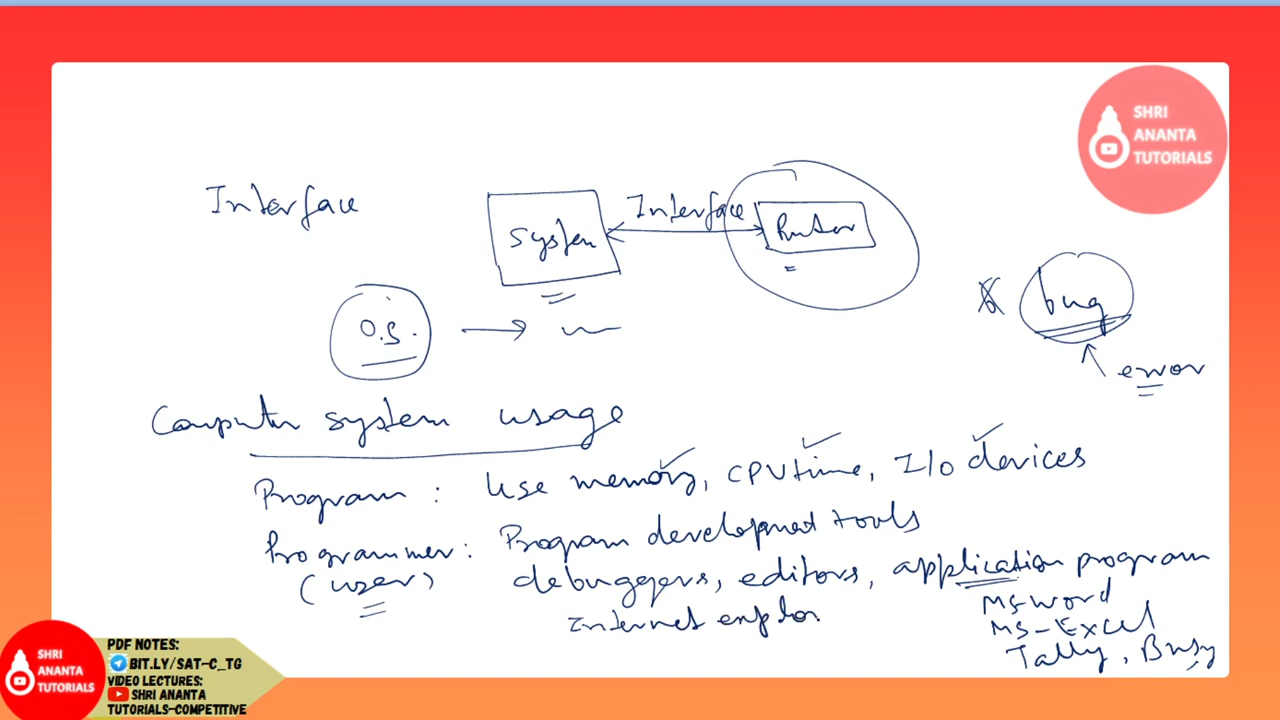 SHRI
ANANTA
TUTORIALS
Interface
System
Interface
O.S.
bug
error
Computer system usage
Program : Use memory, CPU time, I/O devices
Programmer : Program development tools
(user) debuggers, editors, application program
Internet explor
MS word
MS-Excel
Tally, Busy
SHRI
ANANTA
TUTORIALS
PDF NOTES:
BIT.LY/SAT-C_TG
VIDEO LECTURES:
SHRI ANANTA
TUTORIALS-COMPETITIVE